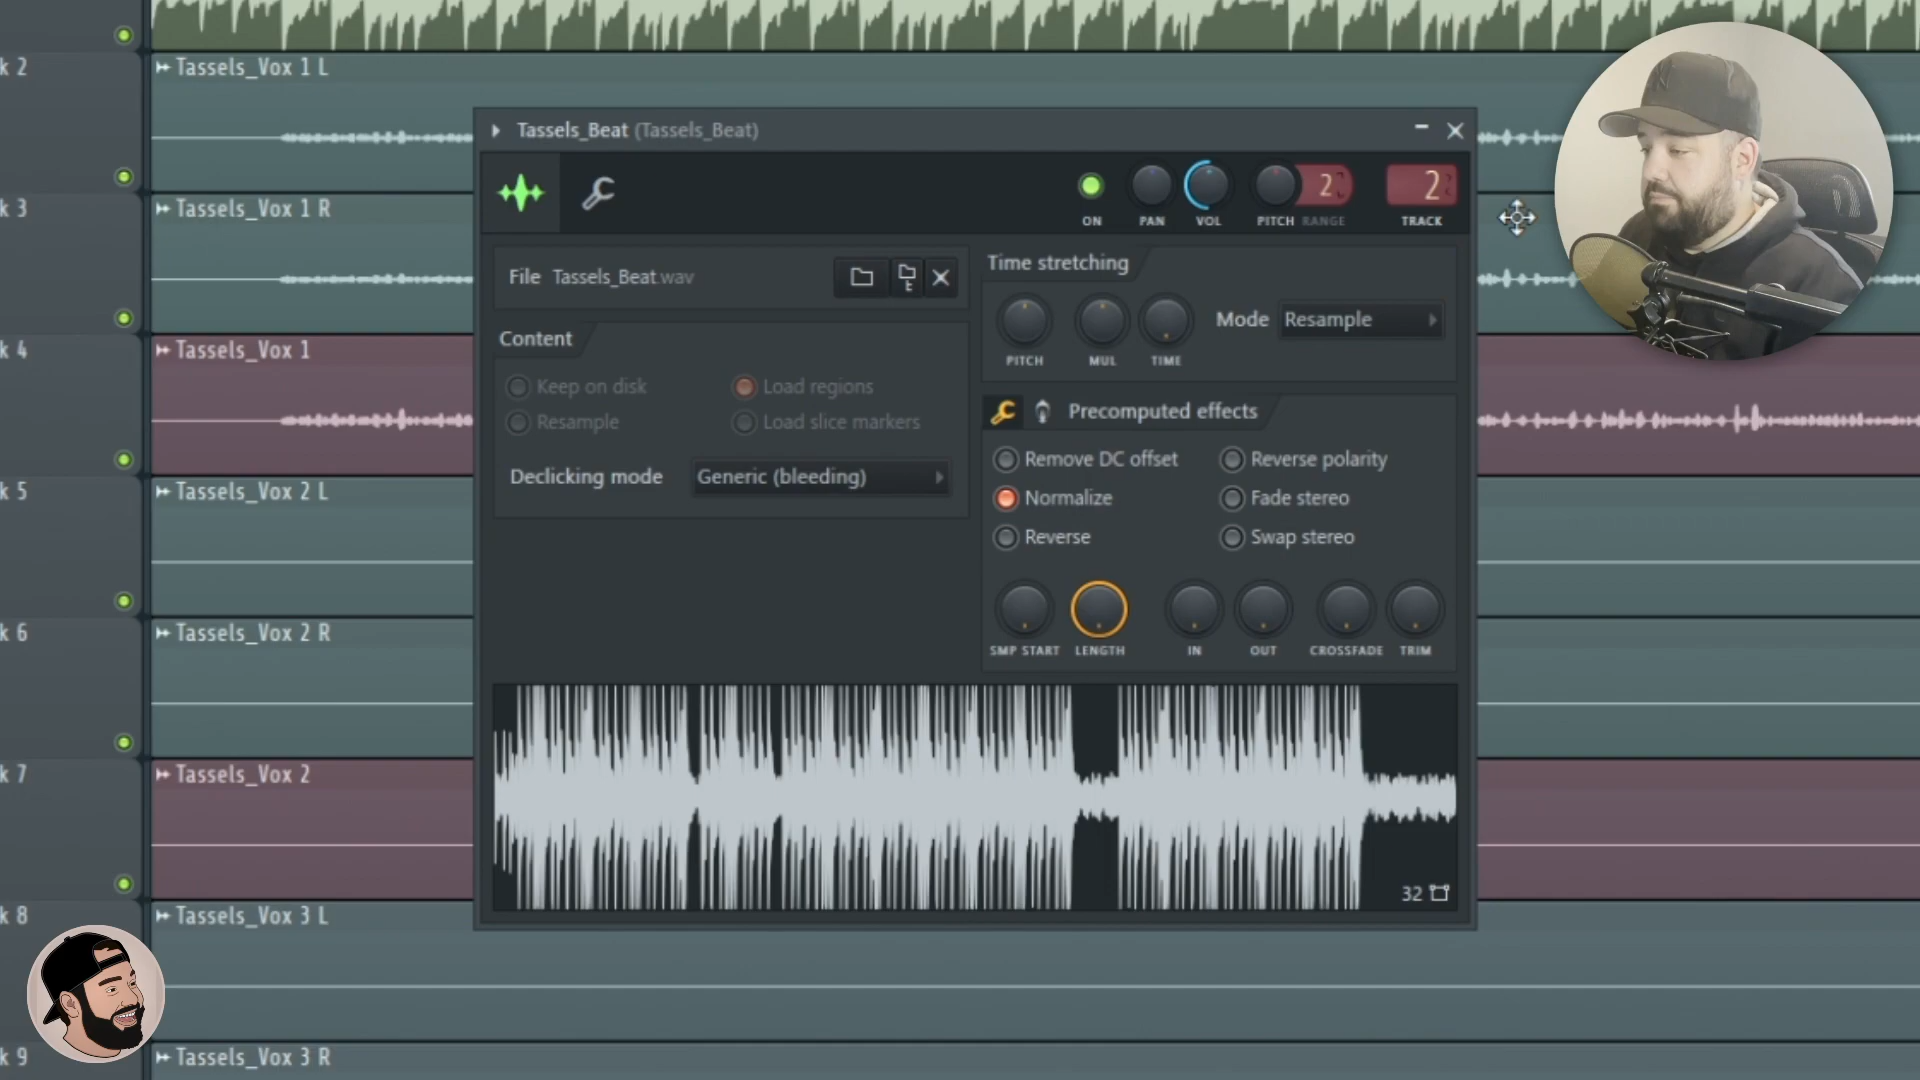 k 2
Tassels_Vox 1 L
k 3
Tassels_Vox 1 R
k 4
Tassels_Vox 1
k 5
Tassels_Vox 2 L
k 6
Tassels_Vox 2 R
k 7
Tassels_Vox 2
k 8
Tassels_Vox 3 L
k 9
Tassels_Vox 3 R
Tassels_Beat (Tassels_Beat)
2
2
ON PAN VOL PITCH RANGE TRACK
File Tassels_Beat.wav
Content
Keep on disk Load regions
Resample Load slice markers
Declicking mode Generic (bleeding)
Time stretching
Mode Resample
PITCH MUL TIME
Precomputed effects
Remove DC offset Reverse polarity
Normalize Fade stereo
Reverse Swap stereo
SMP START LENGTH IN OUT CROSSFADE TRIM
32